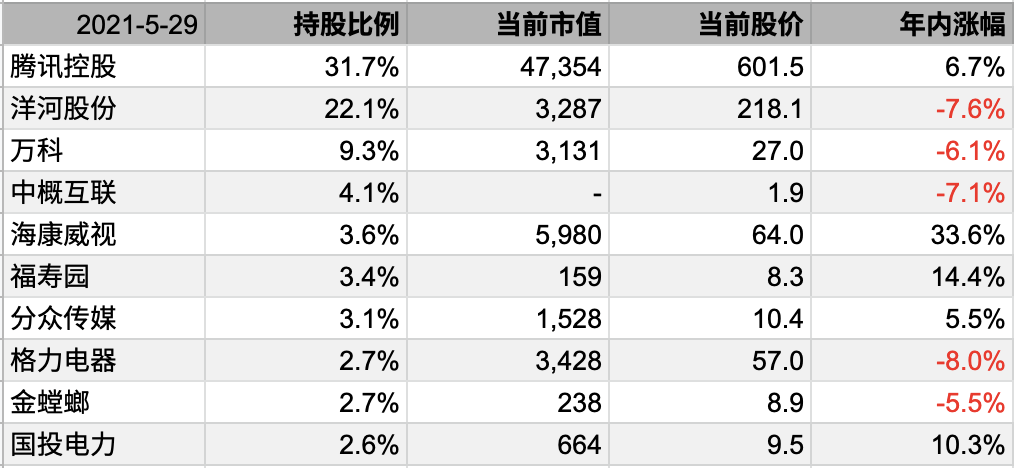 2021-5-29 持股比例 当前市值 当前股价 年内涨幅
腾讯控股 31.7% 47,354 601.5 6.7%
洋河股份 22.1% 3,287 218.1 -7.6%
万科 9.3% 3,131 27.0 -6.1%
中概互联 4.1% - 1.9 -7.1%
海康威视 3.6% 5,980 64.0 33.6%
福寿园 3.4% 159 8.3 14.4%
分众传媒 3.1% 1,528 10.4 5.5%
格力电器 2.7% 3,428 57.0 -8.0%
金螳螂 2.7% 238 8.9 -5.5%
国投电力 2.6% 664 9.5 10.3%